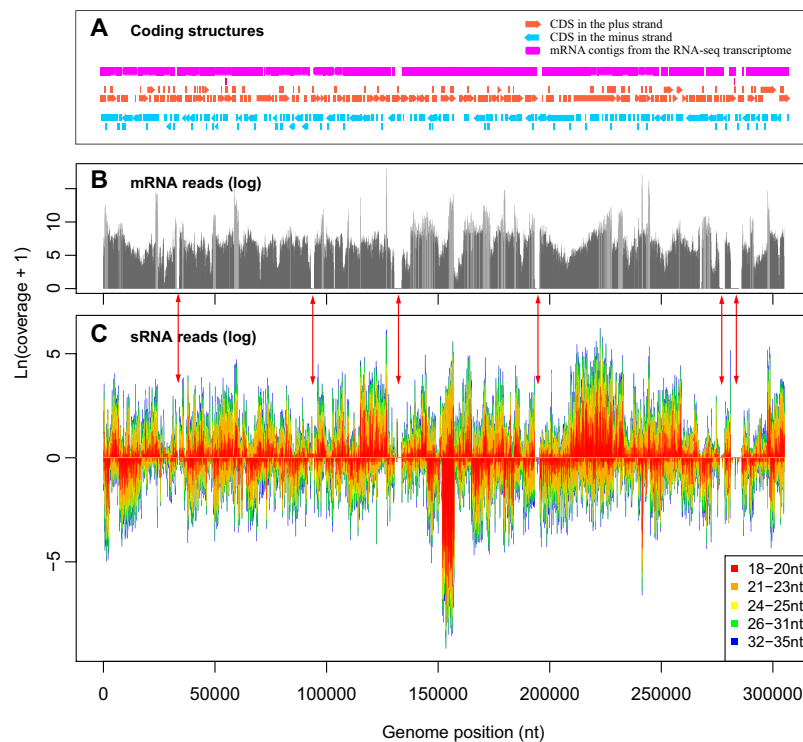 A Coding structures
CDS in the plus strand
CDS in the minus strand
mRNA contigs from the RNA-seq transcriptome
B mRNA reads (log)
10
5
0
Ln(coverage + 1)
C sRNA reads (log)
5
0
−5
18−20nt
21−23nt
24−25nt
26−31nt
32−35nt
0 50000 100000 150000 200000 250000 300000
Genome position (nt)